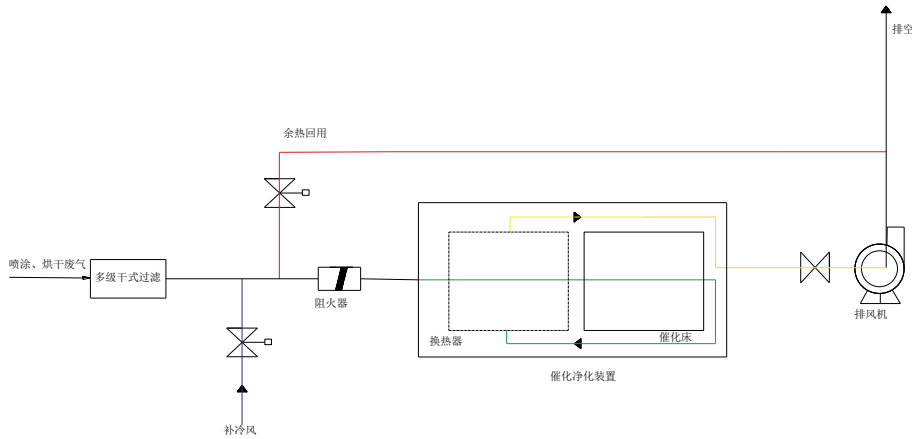 排空
余热回用
喷涂、烘干废气
多级干式过滤
阻火器
排风机
换热器
催化床
催化净化装置
补冷风